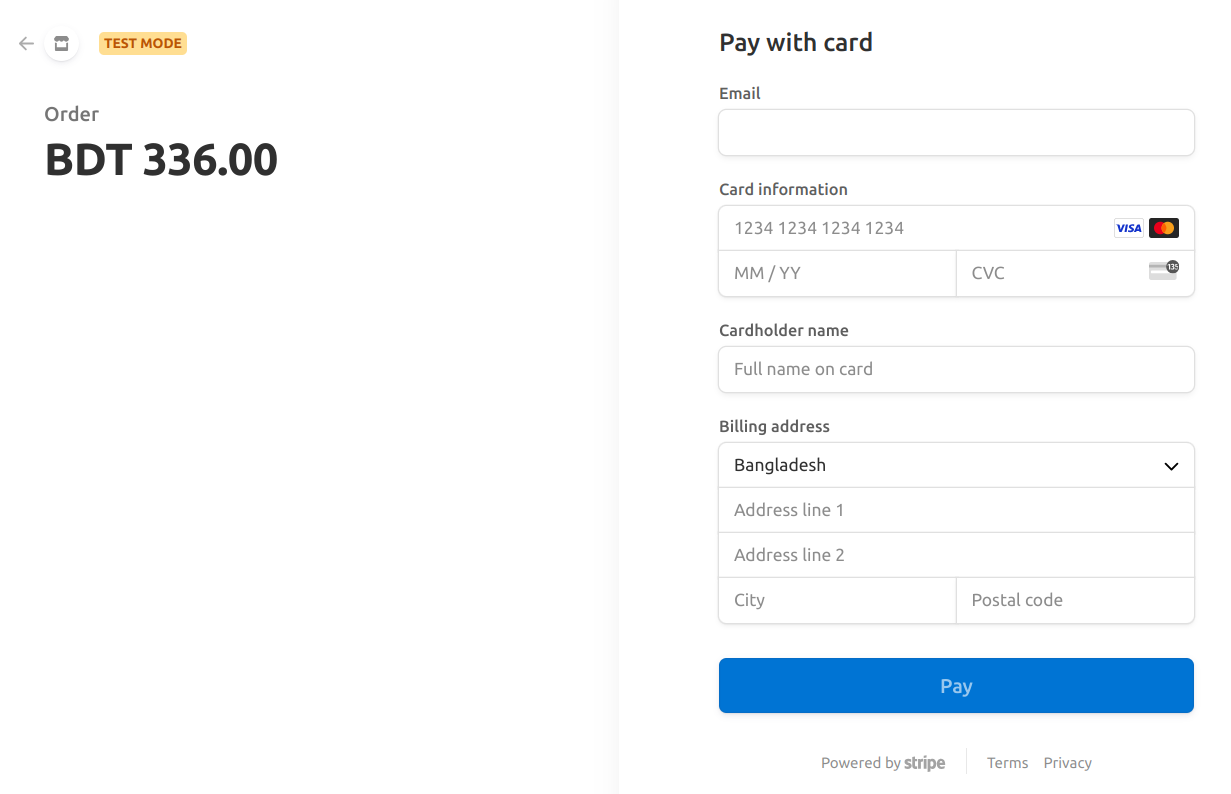 TEST MODE
Order
BDT 336.00
Pay with card
Email
Card information
1234 1234 1234 1234
VISA
MM / YY
CVC
135
Cardholder name
Full name on card
Billing address
Bangladesh
Address line 1
Address line 2
City
Postal code
Pay
Powered by stripe
Terms
Privacy